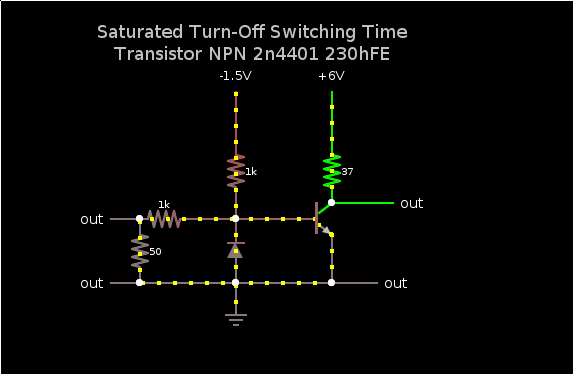 Saturated Turn-Off Switching Time
Transistor NPN 2n4401 230hFE
-1.5V +6V
1k 37
1k
out out
50
out out